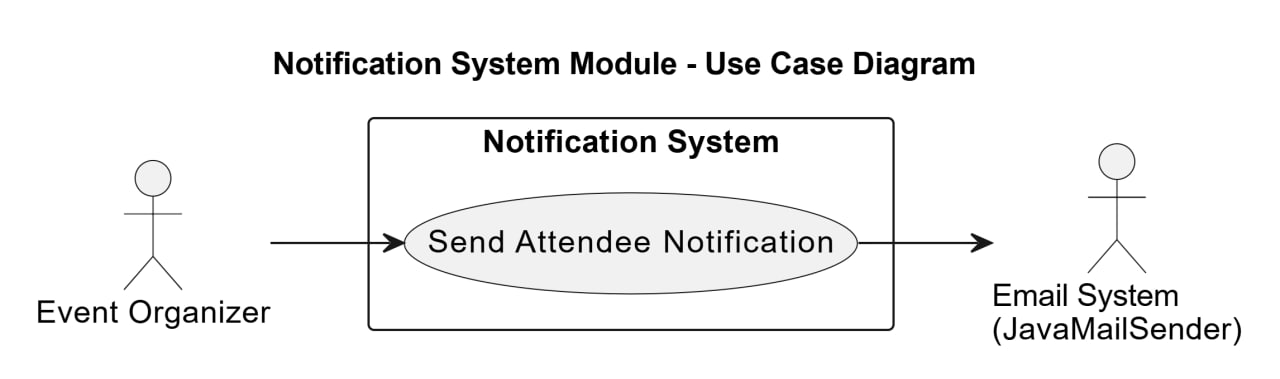 Notification System Module - Use Case Diagram
Notification System
Send Attendee Notification
Event Organizer
Email System
(JavaMailSender)